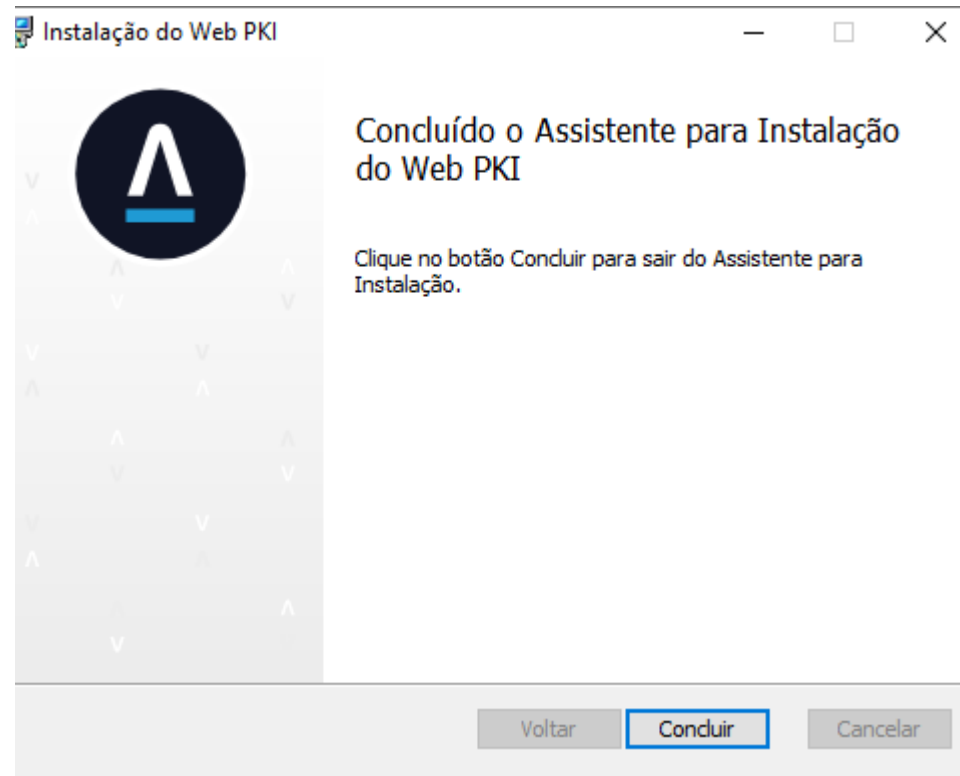 Instalação do Web PKI
Concluído o Assistente para Instalação
do Web PKI
Clique no botão Concluir para sair do Assistente para
Instalação.
Voltar
Concluir
Cancelar